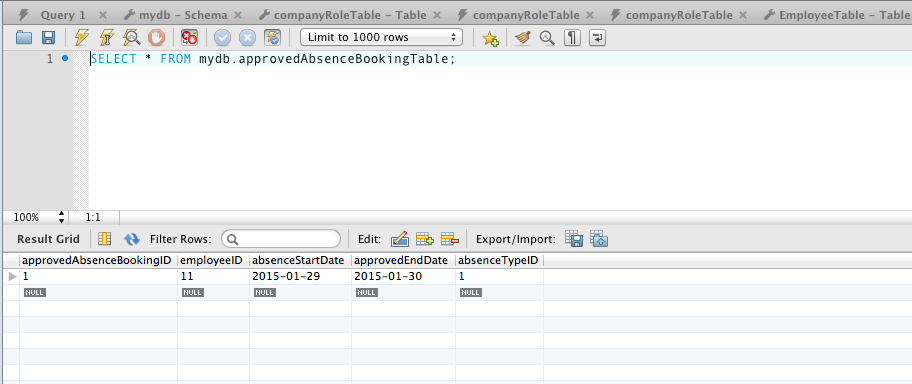 Query 1 mydb - Schema companyRoleTable - Table companyRoleTable companyRoleTable EmployeeTable - Table
Limit to 1000 rows
1 SELECT * FROM mydb.approvedAbsenceBookingTable;
100% 1:1
Result Grid Filter Rows: Edit: Export/Import:
approvedAbsenceBookingID employeeID absenceStartDate approvedEndDate absenceTypeID
1 11 2015-01-29 2015-01-30 1
NULL NULL NULL NULL NULL